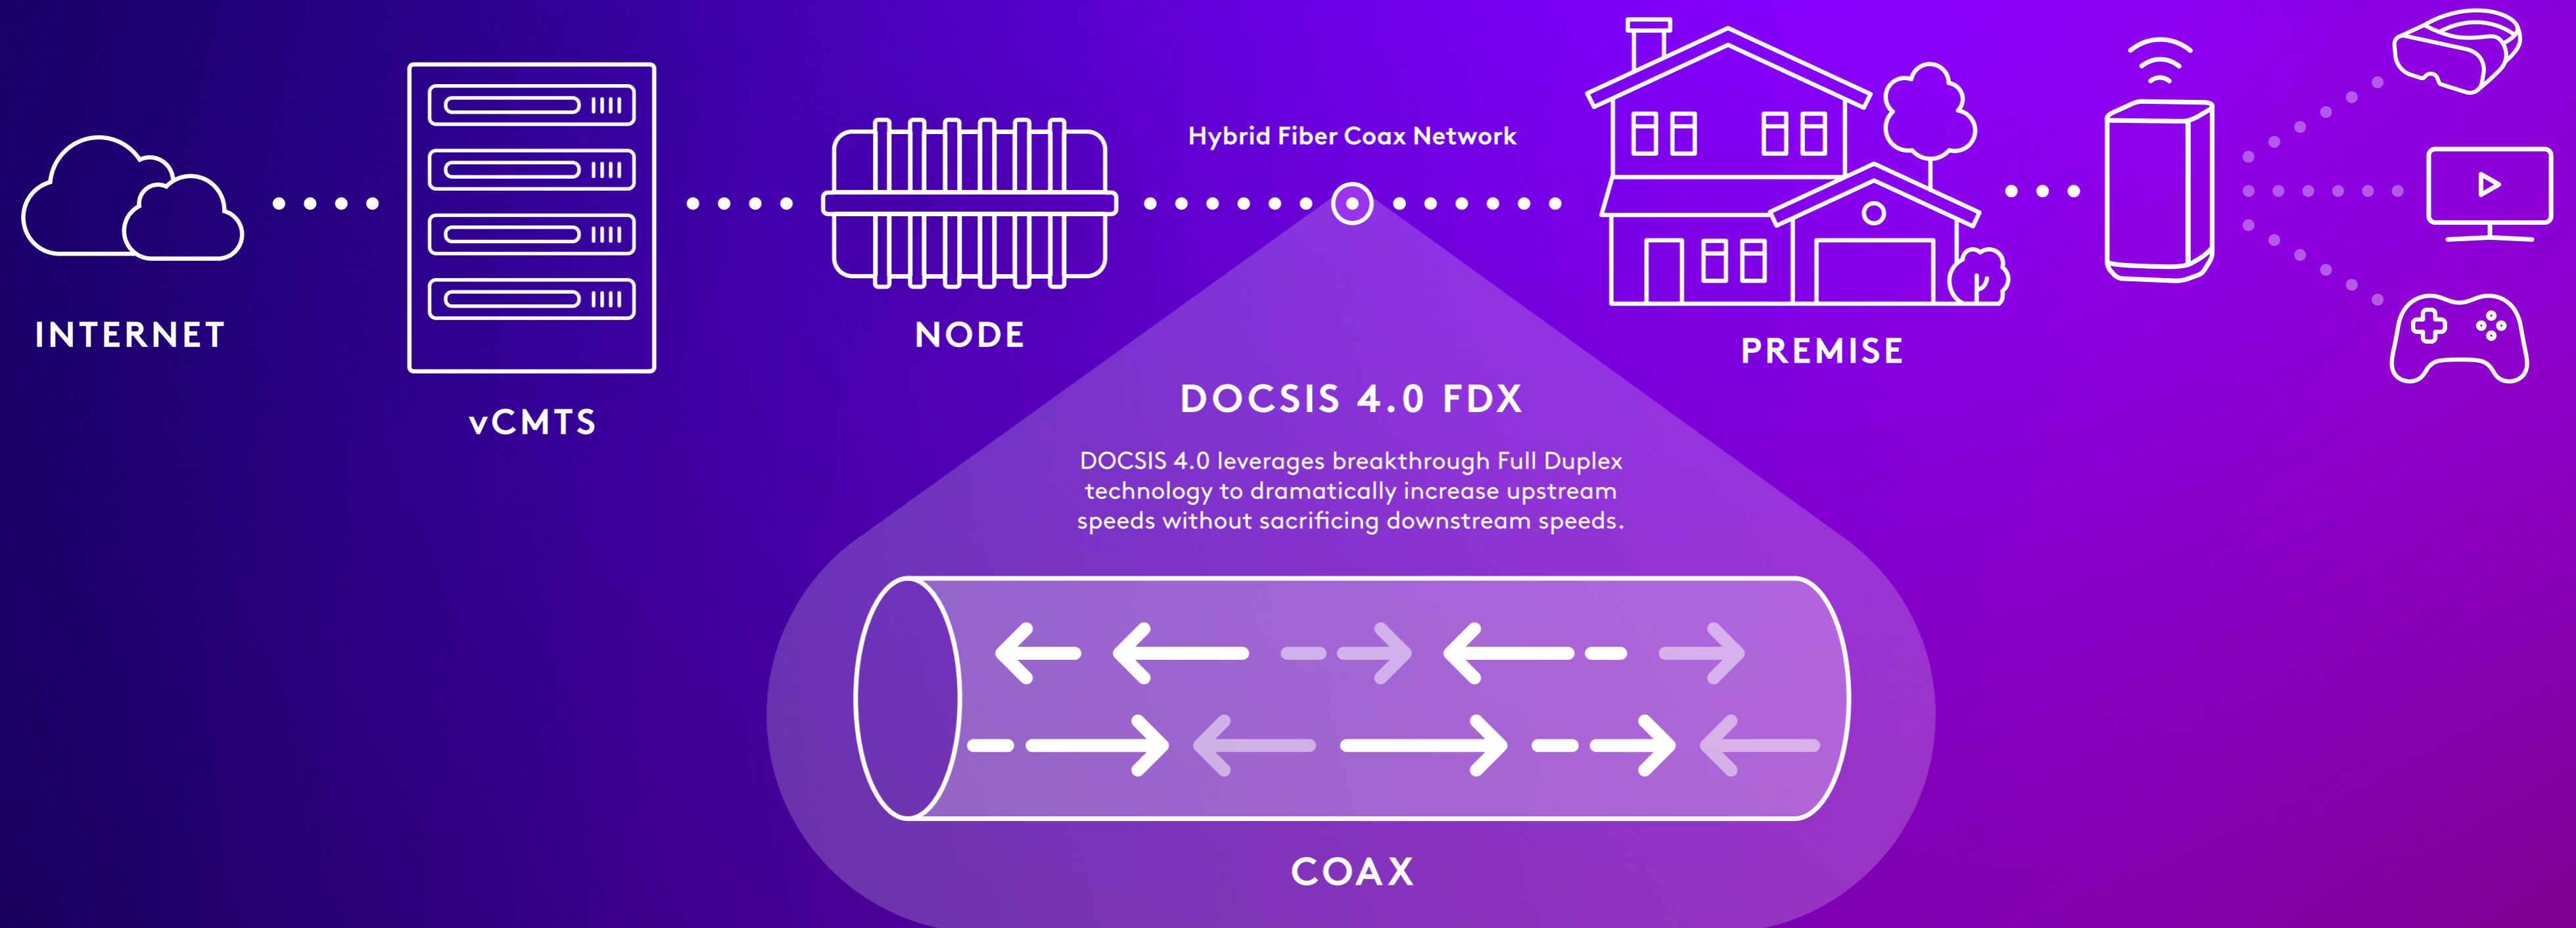 Hybrid Fiber Coax Network
INTERNET
vCMTS
NODE
PREMISE
DOCSIS 4.0 FDX
DOCSIS 4.0 leverages breakthrough Full Duplex
technology to dramatically increase upstream
speeds without sacrificing downstream speeds.
COAX